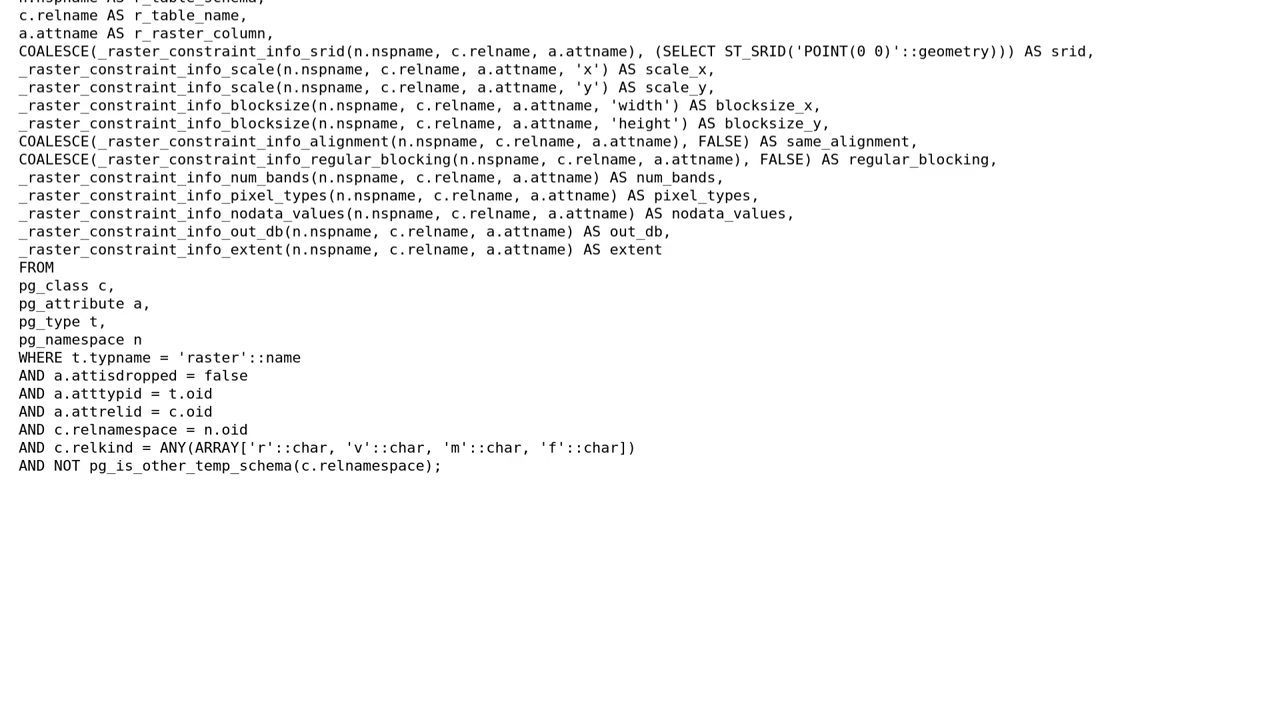 n.nspname AS r_table_schema,
c.relname AS r_table_name,
a.attname AS r_raster_column,
COALESCE(_raster_constraint_info_srid(n.nspname, c.relname, a.attname), (SELECT ST_SRID('POINT(0 0)'::geometry))) AS srid,
_raster_constraint_info_scale(n.nspname, c.relname, a.attname, 'x') AS scale_x,
_raster_constraint_info_scale(n.nspname, c.relname, a.attname, 'y') AS scale_y,
_raster_constraint_info_blocksize(n.nspname, c.relname, a.attname, 'width') AS blocksize_x,
_raster_constraint_info_blocksize(n.nspname, c.relname, a.attname, 'height') AS blocksize_y,
COALESCE(_raster_constraint_info_alignment(n.nspname, c.relname, a.attname), FALSE) AS same_alignment,
COALESCE(_raster_constraint_info_regular_blocking(n.nspname, c.relname, a.attname), FALSE) AS regular_blocking,
_raster_constraint_info_num_bands(n.nspname, c.relname, a.attname) AS num_bands,
_raster_constraint_info_pixel_types(n.nspname, c.relname, a.attname) AS pixel_types,
_raster_constraint_info_nodata_values(n.nspname, c.relname, a.attname) AS nodata_values,
_raster_constraint_info_out_db(n.nspname, c.relname, a.attname) AS out_db,
_raster_constraint_info_extent(n.nspname, c.relname, a.attname) AS extent
FROM
pg_class c,
pg_attribute a,
pg_type t,
pg_namespace n
WHERE t.typname = 'raster'::name
AND a.attisdropped = false
AND a.atttypid = t.oid
AND a.attrelid = c.oid
AND c.relnamespace = n.oid
AND c.relkind = ANY(ARRAY['r'::char, 'v'::char, 'm'::char, 'f'::char])
AND NOT pg_is_other_temp_schema(c.relnamespace);